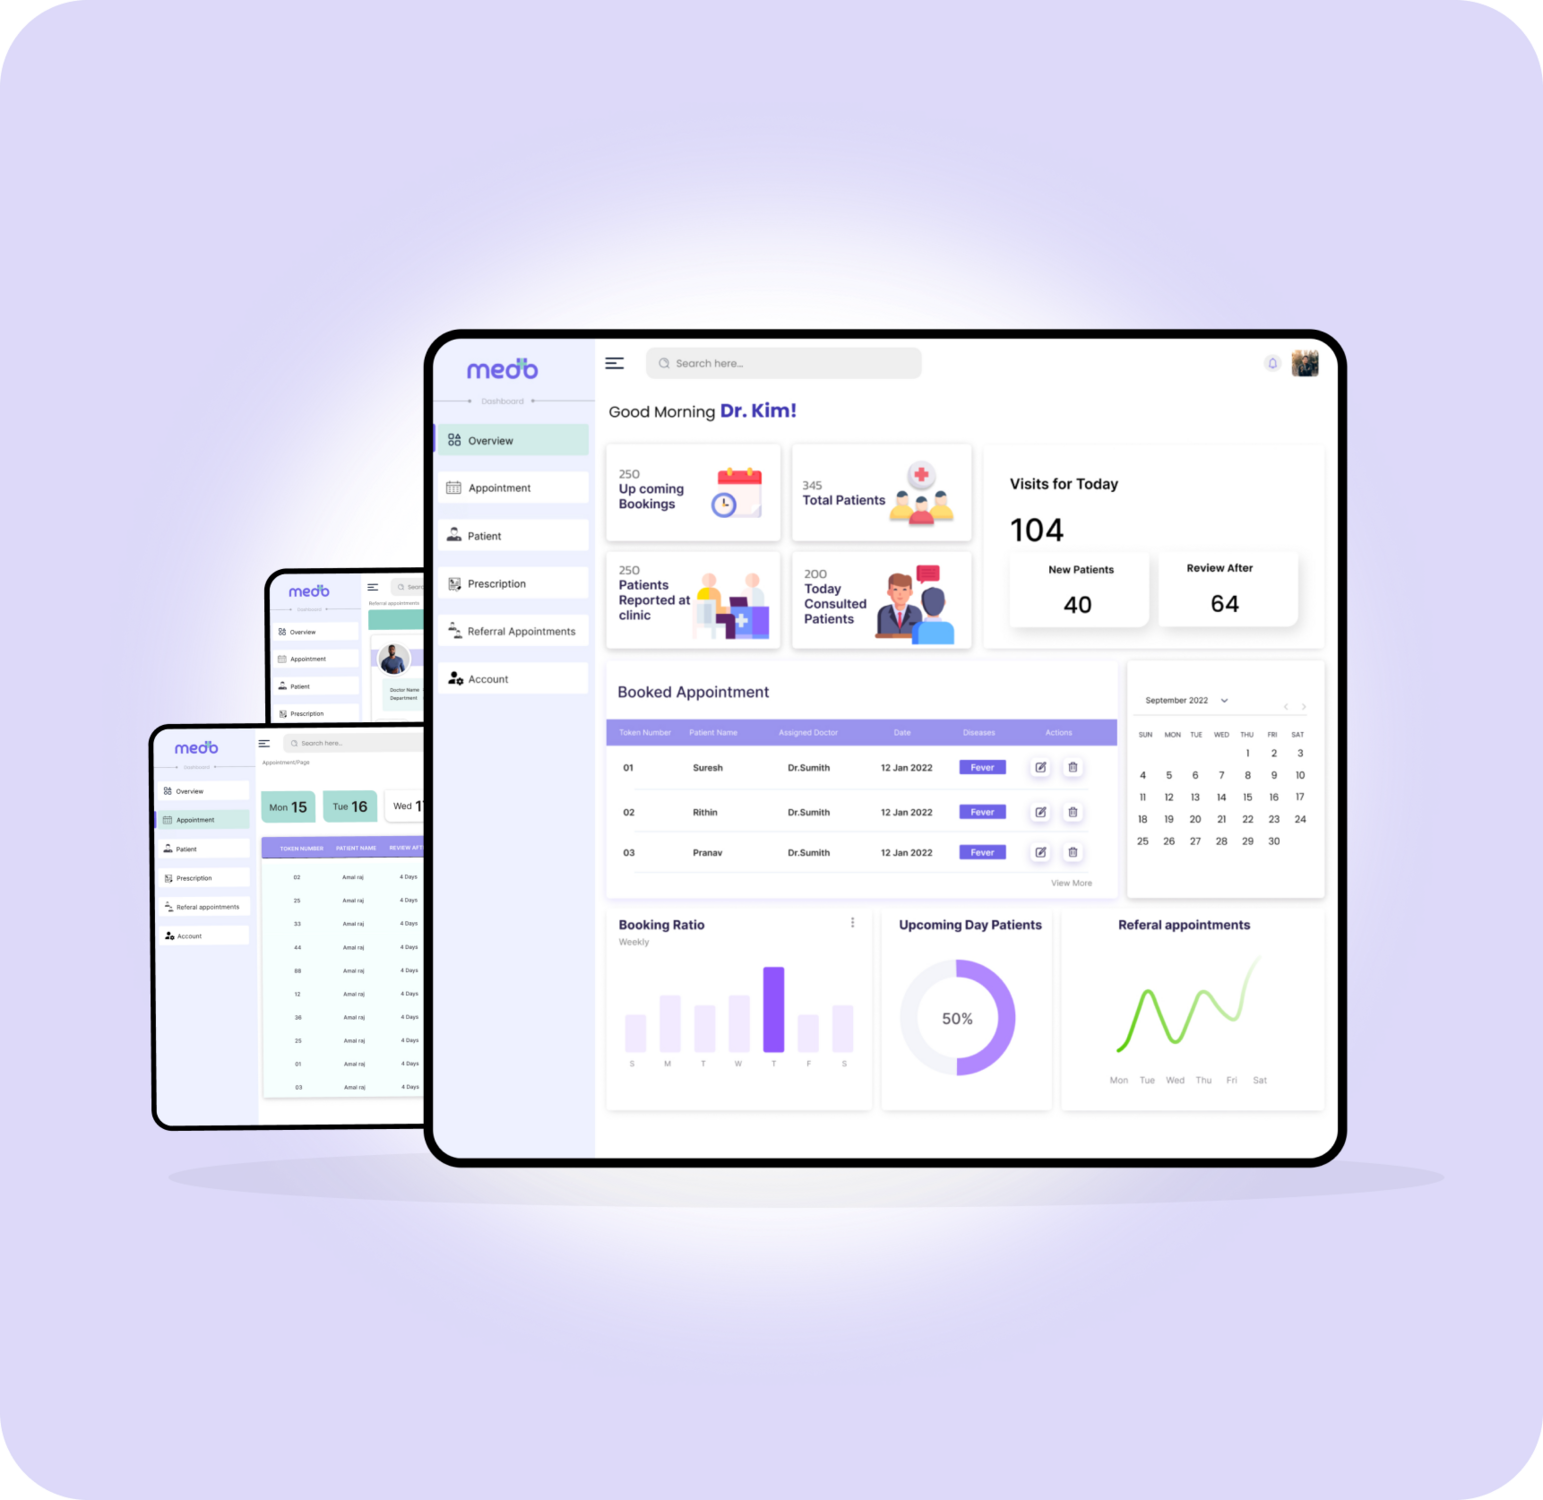 medb
Dashboard
Overview
Appointment
Patient
Prescription
Referral Appointments
Account
Search here...
Good Morning Dr. Kim!
250
Up coming
Bookings
345
Total Patients
250
Patients
Reported at
clinic
200
Today
Consulted
Patients
Visits for Today
104
New Patients
40
Review After
64
Booked Appointment
Token Number Patient Name Assigned Doctor Date Diseases Actions
01 Suresh Dr.Sumith 12 Jan 2022 Fever
02 Rithin Dr.Sumith 12 Jan 2022 Fever
03 Pranav Dr.Sumith 12 Jan 2022 Fever
View More
September 2022
SUN MON TUE WED THU FRI SAT
1 2 3
4 5 6 7 8 9 10
11 12 13 14 15 16 17
18 19 20 21 22 23 24
25 26 27 28 29 30
Booking Ratio
Weekly
S M T W T F S
Upcoming Day Patients
50%
Referal appointments
Mon Tue Wed Thu Fri Sat
medb
Dashboard
Overview
Appointment
Patient
Prescription
Searc
Referral appointments
Doctor Name
Department
medb
Dashboard
Overview
Appointment
Patient
Prescription
Referal appointments
Account
Search here...
Appointment/Page
Mon 15
Tue 16
Wed 1
TOKEN NUMBER PATIENT NAME REVIEW AFT
02 Amal raj 4 Days
25 Amal raj 4 Days
33 Amal raj 4 Days
44 Amal raj 4 Days
88 Amal raj 4 Days
12 Amal raj 4 Days
36 Amal raj 4 Days
25 Amal raj 4 Days
01 Amal raj 4 Days
03 Amal raj 4 Days